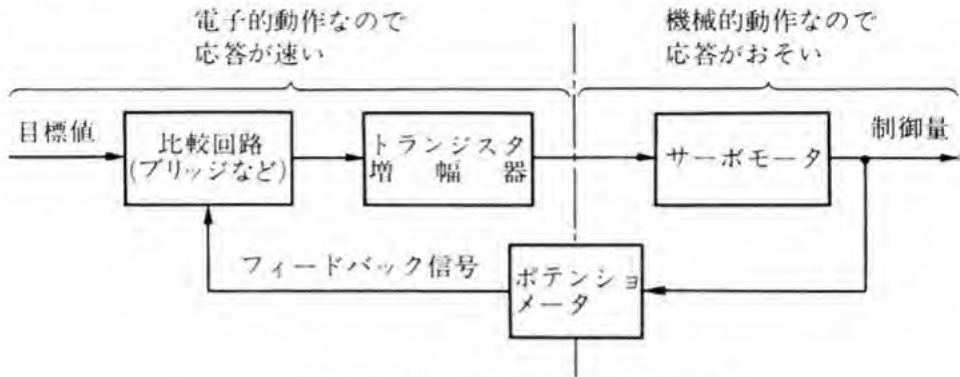 電子的動作なので
応答が速い
機械的動作なので
応答がおそい
目標値
比較回路
(ブリッジなど)
トランジスタ
増幅器
サーボモータ
制御量
フィードバック信号
ポテンショ
メータ